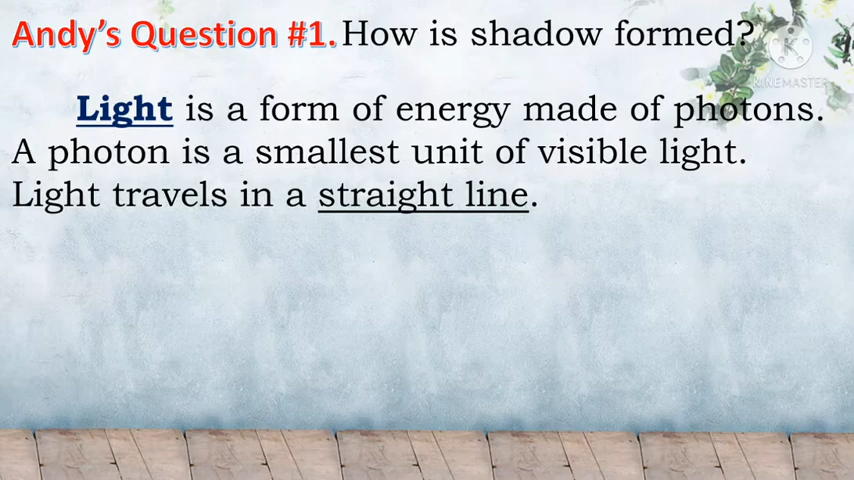 Andy's Question #1. How is shadow formed?
KINEMASTER
Light is a form of energy made of photons.
A photon is a smallest unit of visible light.
Light travels in a straight line.